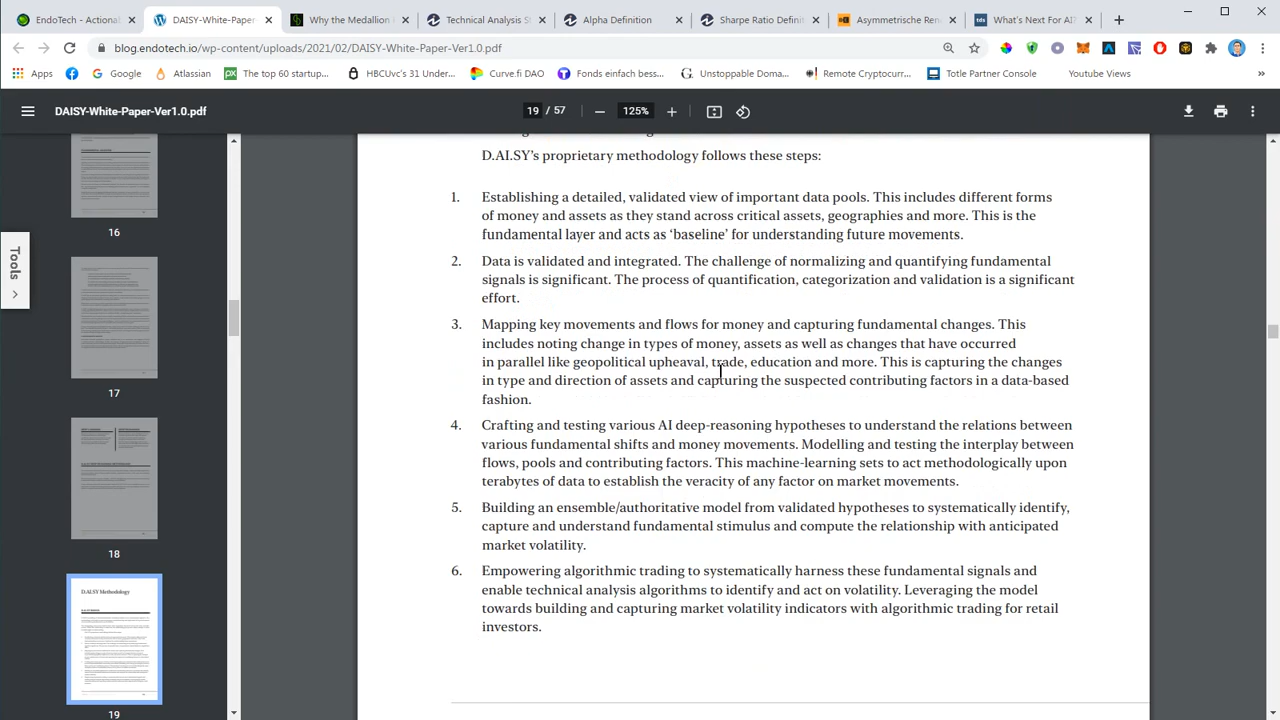 EndoTech - Actional
DAISY-White-Paper-
Why the Medallion
Technical Analysis St
Alpha Definition
Sharpe Ratio Definiti
Asymmetrische Ren
What's Next For AI?
blog.endotech.io/wp-content/uploads/2021/02/DAISY-White-Paper-Ver1.0.pdf
Apps
Google
Atlassian
The top 60 startup...
HBCUvc's 31 Under...
Curve.fi DAO
Fonds einfach bess...
Unstoppable Doma...
Remote Cryptocurr...
Totle Partner Console
Youtube Views
DAISY-White-Paper-Ver1.0.pdf
19 / 57
125%
Tools
16
17
18
D.AI.SY Methodology
19
D.AI.SY's proprietary methodology follows these steps:
1. Establishing a detailed, validated view of important data pools. This includes different forms
of money and assets as they stand across critical assets, geographies and more. This is the
fundamental layer and acts as 'baseline' for understanding future movements.
2. Data is validated and integrated. The challenge of normalizing and quantifying fundamental
signals is significant. The process of quantification, categorization and validation is a significant
effort.
3. Mapping key movements and flows for money and capturing fundamental changes. This
includes noting change in types of money, assets as well as changes that have occurred
in parallel like geopolitical upheaval, trade, education and more. This is capturing the changes
in type and direction of assets and capturing the suspected contributing factors in a data-based
fashion.
4. Crafting and testing various AI deep-reasoning hypotheses to understand the relations between
various fundamental shifts and money movements. Modelling and testing the interplay between
flows, pools and contributing factors. This machine-learning sets to act methodologically upon
terabytes of data to establish the veracity of any factor on market movements.
5. Building an ensemble/authoritative model from validated hypotheses to systematically identify,
capture and understand fundamental stimulus and compute the relationship with anticipated
market volatility.
6. Empowering algorithmic trading to systematically harness these fundamental signals and
enable technical analysis algorithms to identify and act on volatility. Leveraging the model
towards building and capturing market volatility indicators with algorithmic trading for retail
investors.